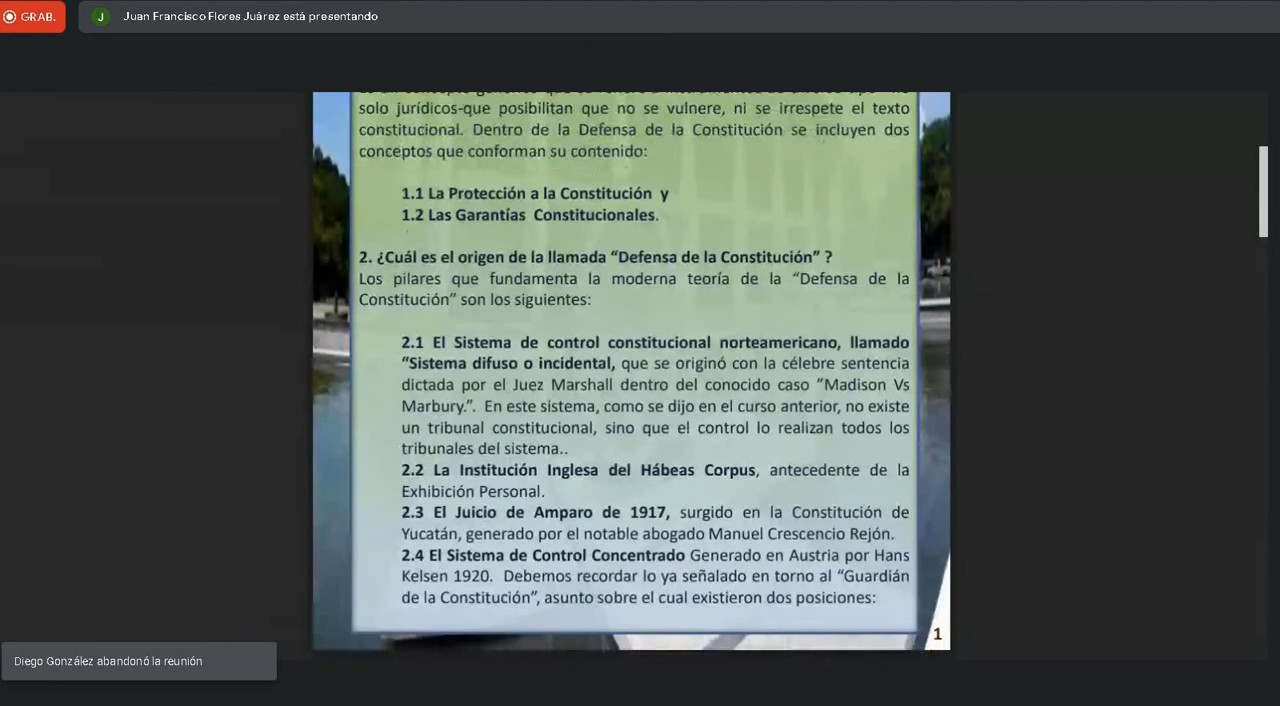 GRAB.
J
Juan Francisco Flores Juárez está presentando
solo jurídicos-que posibilitan que no se vulnere, ni se irrespete el texto
constitucional. Dentro de la Defensa de la Constitución se incluyen dos
conceptos que conforman su contenido:
1.1 La Protección a la Constitución y
1.2 Las Garantías Constitucionales.
2. ¿Cuál es el origen de la llamada “Defensa de la Constitución” ?
Los pilares que fundamenta la moderna teoría de la “Defensa de la
Constitución” son los siguientes:
2.1 El Sistema de control constitucional norteamericano, llamado
“Sistema difuso o incidental, que se originó con la célebre sentencia
dictada por el Juez Marshall dentro del conocido caso “Madison Vs
Marbury.”. En este sistema, como se dijo en el curso anterior, no existe
un tribunal constitucional, sino que el control lo realizan todos los
tribunales del sistema..
2.2 La Institución Inglesa del Hábeas Corpus, antecedente de la
Exhibición Personal.
2.3 El Juicio de Amparo de 1917, surgido en la Constitución de
Yucatán, generado por el notable abogado Manuel Crescencio Rejón.
2.4 El Sistema de Control Concentrado Generado en Austria por Hans
Kelsen 1920. Debemos recordar lo ya señalado en torno al “Guardián
de la Constitución”, asunto sobre el cual existieron dos posiciones:
1
Diego González abandonó la reunión